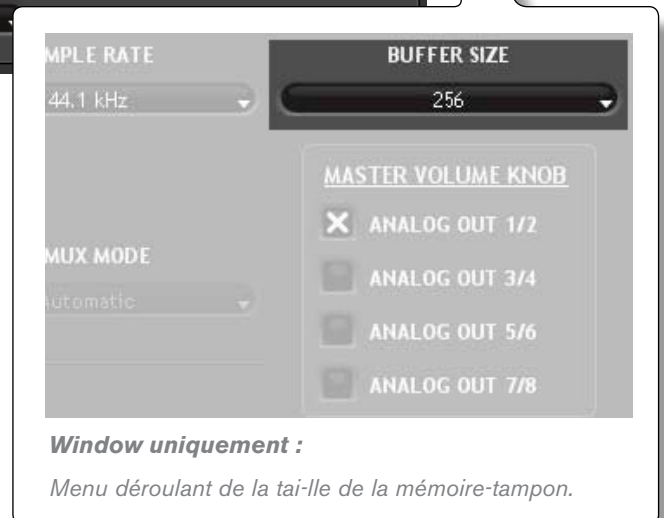 MPLE RATE
BUFFER SIZE
44.1 kHz
256
MASTER VOLUME KNOB
ANALOG OUT 1/2
MUX MODE
ANALOG OUT 3/4
Automatic
ANALOG OUT 5/6
ANALOG OUT 7/8
Window uniquement :
Menu déroulant de la tai-lle de la mémoire-tampon.